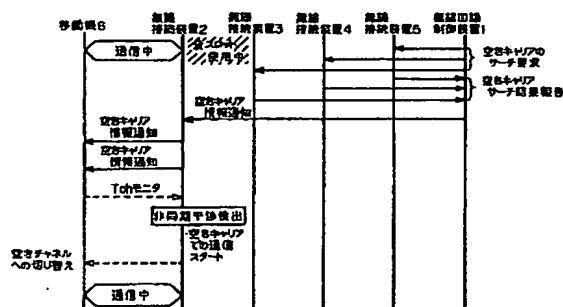 移動機6
無線
接続装置2
無線
接続装置3
無線
接続装置4
無線
接続装置5
無線回線
制御装置1
通信中
全スロット
使用中
空きキャリアの
サーチ要求
空きキャリア
サーチ結果報告
空きキャリア
情報通知
空きキャリア
情報通知
空きキャリア
情報通知
Tchモニタ
非同期干渉検出
空きキャリア
での通信
スタート
空きチャネル
への切り替え
通信中